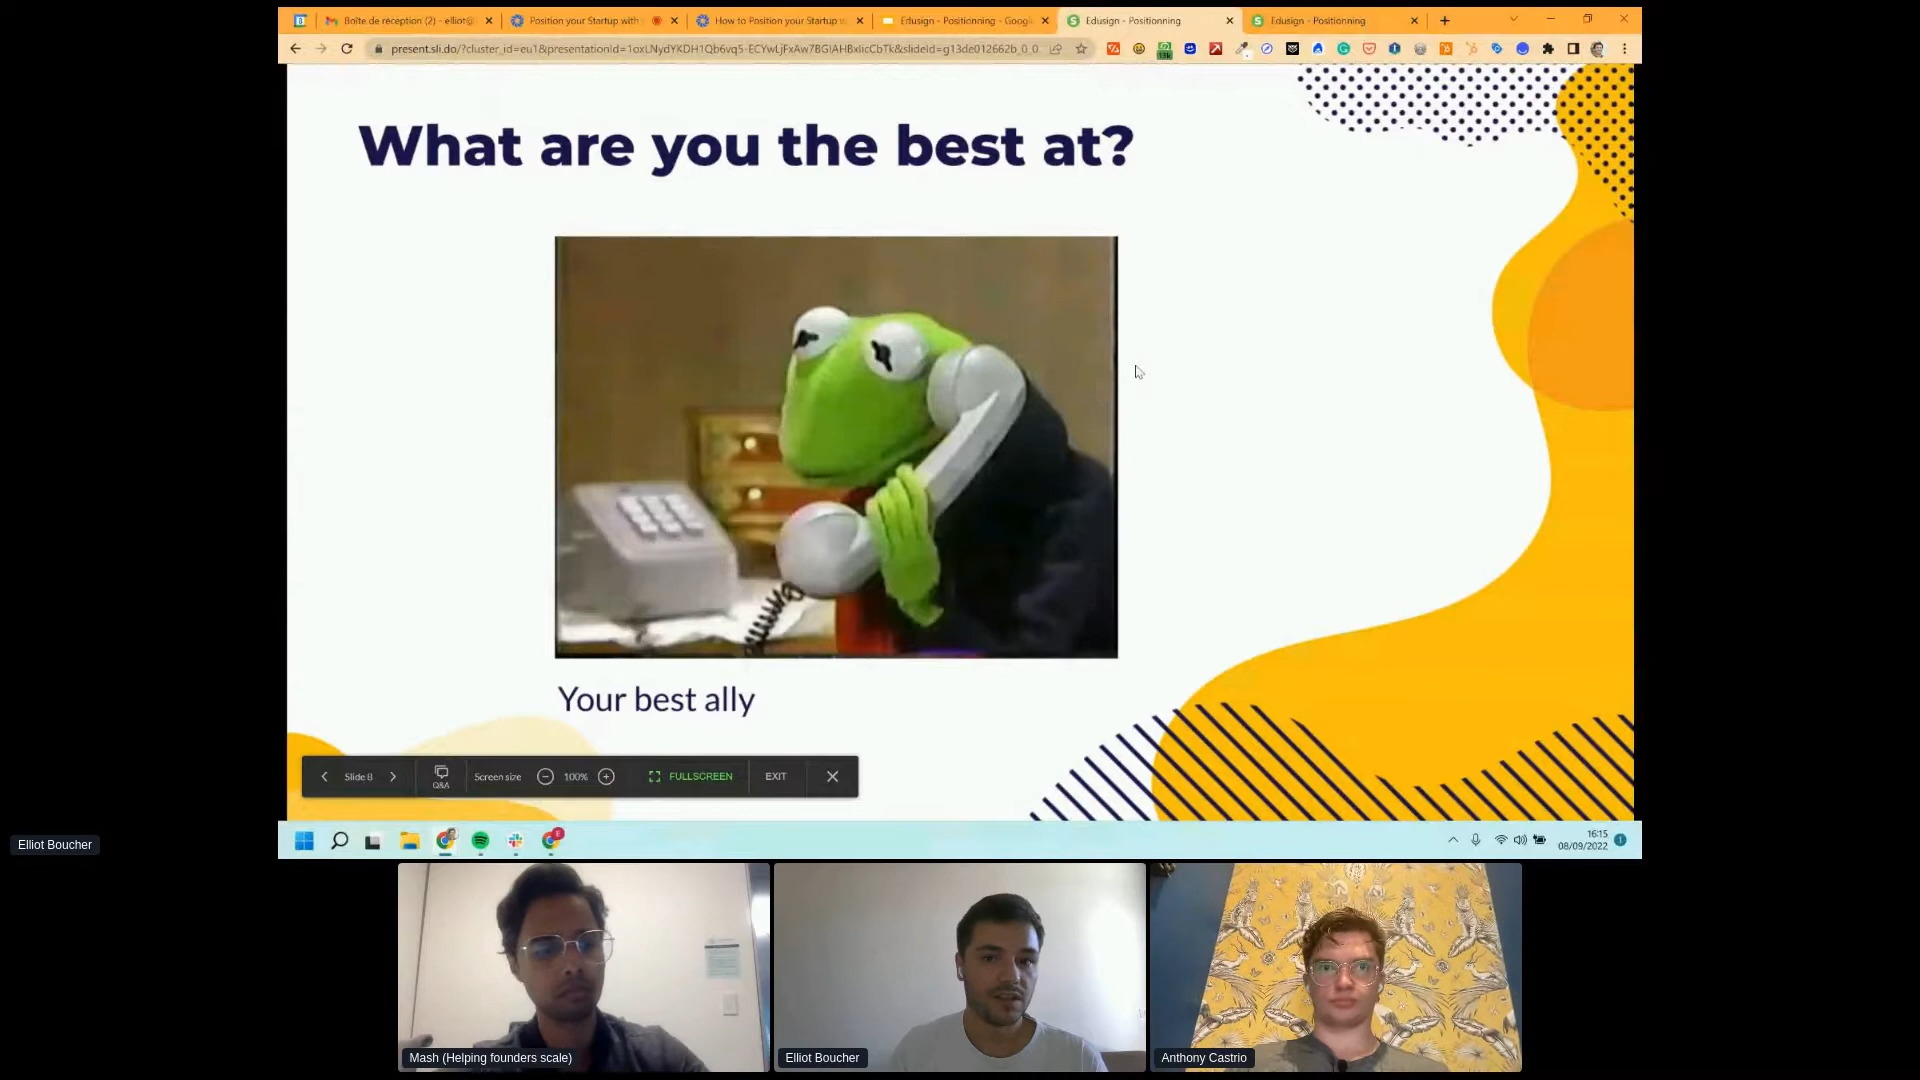 Boîte de réception (2) - elliot@
Position your Startup with
How to Position your Startup w
Edusign - Positionning - Google
Edusign - Positionning
Edusign - Positionning
present.sli.do/?cluster_id=eu1&presentationId=1oxLNydYKDH1Qb6vq5-ECYwLjFxAw7BGIAHBxlicCbTk&slideId=g13de012662b_0_0...
What are you the best at?
Your best ally
Slide 8
Q&A
Screen size
100%
FULLSCREEN
EXIT
16:15
08/09/2022
1
Elliot Boucher
Mash (Helping founders scale)
Elliot Boucher
Anthony Castrio